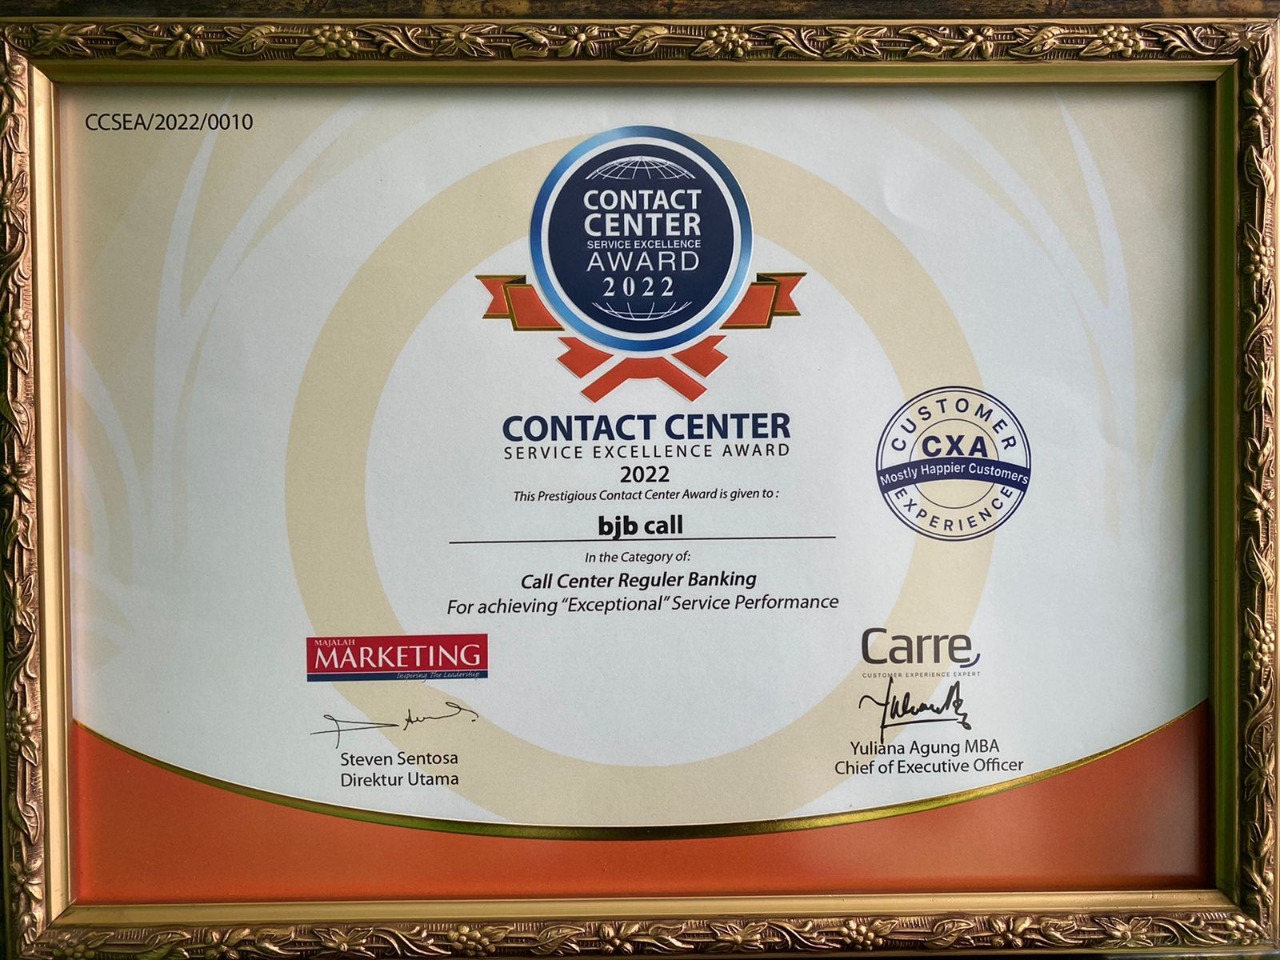 CCSEA/2022/0010
CONTACT
CENTER
SERVICE EXCELLENCE
AWARD
2022
CONTACT CENTER
SERVICE EXCELLENCE AWARD
2022
This Prestigious Contact Center Award is given to :
bjb call
In the Category of:
Call Center Reguler Banking
For achieving "Exceptional" Service Performance
CUSTOMER
CXA
Mostly Happier Customers
EXPERIENCE
MAJALAH
MARKETING
Inspiring The Leadership
Steven Sentosa
Direktur Utama
Carre
CUSTOMER EXPERIENCE EXPERT
Yuliana Agung MBA
Chief of Executive Officer